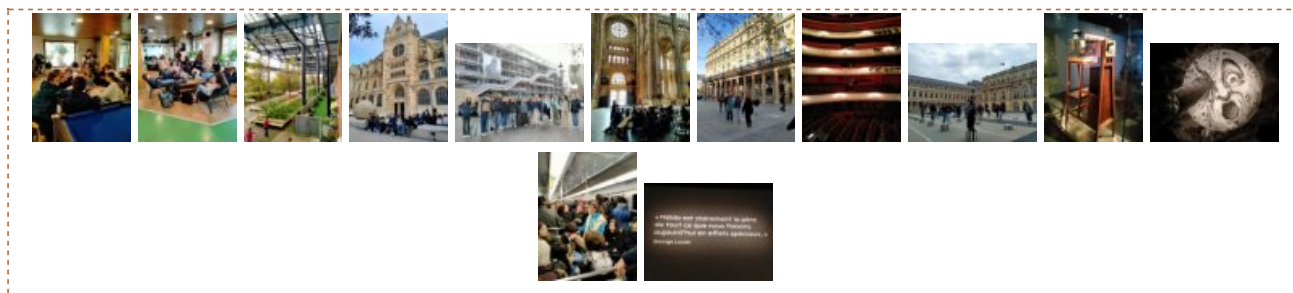 « Méliès est clairement le père
de tout ce que nous faisons
aujourd'hui en effets spéciaux. »
George Lucas